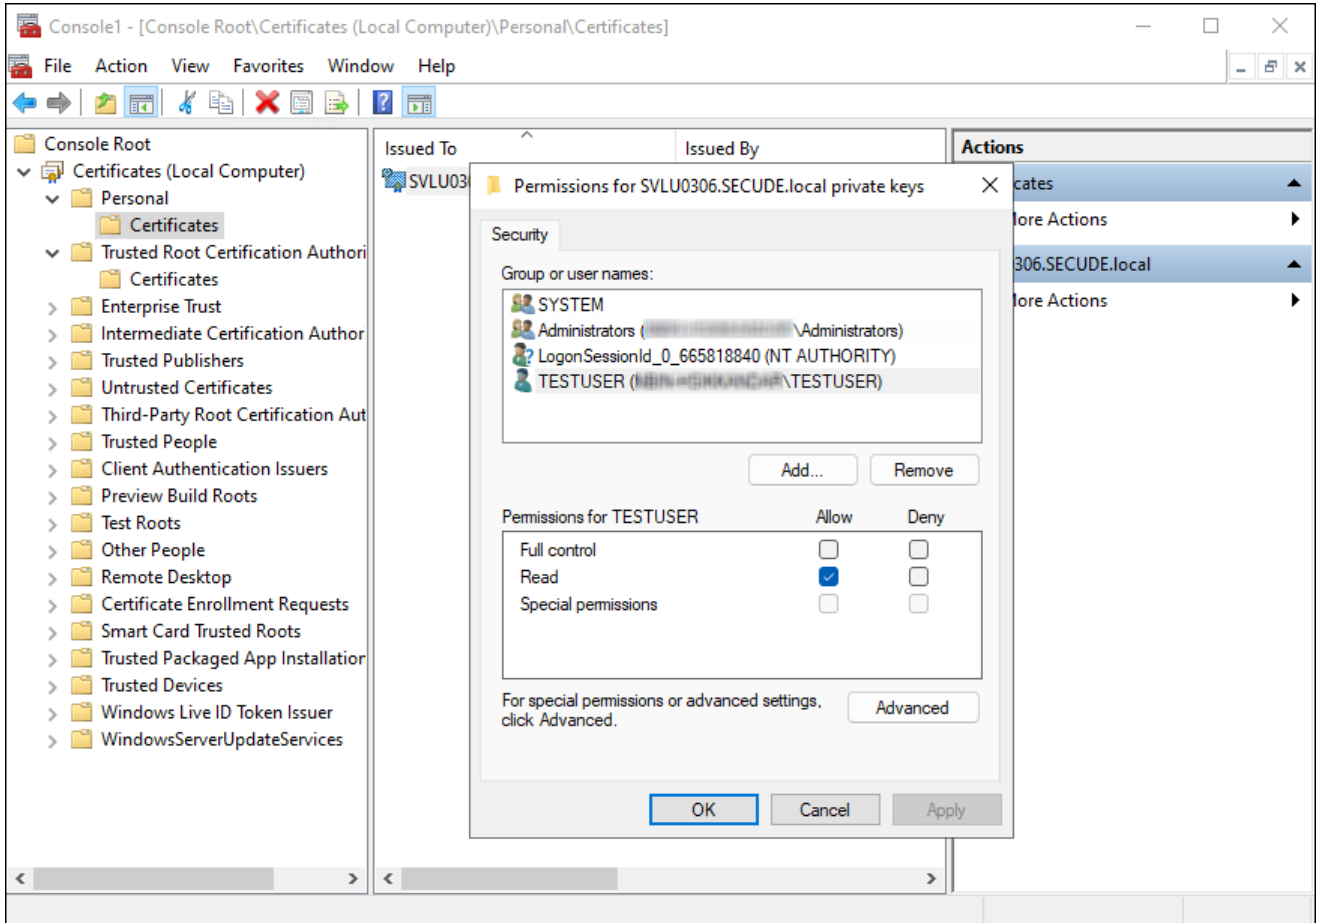 Console1 - [Console Root\Certificates (Local Computer)\Personal\Certificates]
File Action View Favorites Window Help
Console Root
Certificates (Local Computer)
Personal
Certificates
Trusted Root Certification Authori
Certificates
Enterprise Trust
Intermediate Certification Author
Trusted Publishers
Untrusted Certificates
Third-Party Root Certification Aut
Trusted People
Client Authentication Issuers
Preview Build Roots
Test Roots
Other People
Remote Desktop
Certificate Enrollment Requests
Smart Card Trusted Roots
Trusted Packaged App Installation
Trusted Devices
Windows Live ID Token Issuer
WindowsServerUpdateServices
Issued To Issued By
SVLU030
Permissions for SVLU0306.SECUDE.local private keys
Security
Group or user names:
SYSTEM
Administrators ( \Administrators)
LogonSessionId_0_665818840 (NT AUTHORITY)
TESTUSER ( \TESTUSER)
Add... Remove
Permissions for TESTUSER Allow Deny
Full control
Read
Special permissions
For special permissions or advanced settings,
click Advanced.
Advanced
OK Cancel Apply
Actions
cates
More Actions
306.SECUDE.local
More Actions